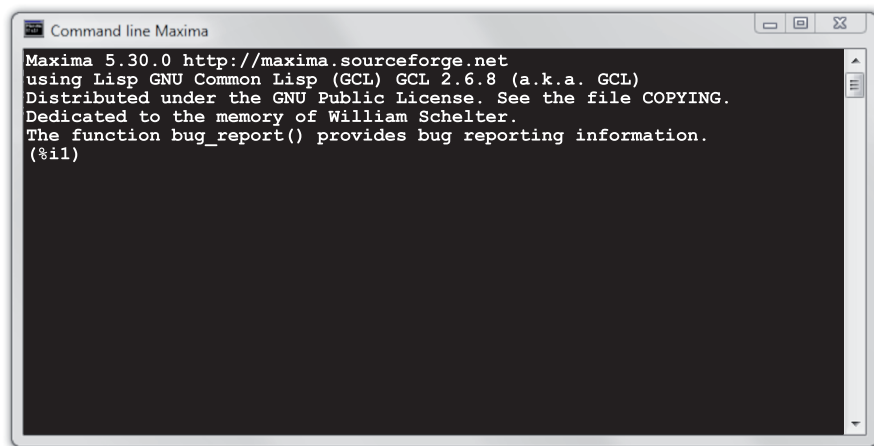 Command line Maxima
Maxima 5.30.0 http://maxima.sourceforge.net
using Lisp GNU Common Lisp (GCL) GCL 2.6.8 (a.k.a. GCL)
Distributed under the GNU Public License. See the file COPYING.
Dedicated to the memory of William Schelter.
The function bug_report() provides bug reporting information.
(%i1)